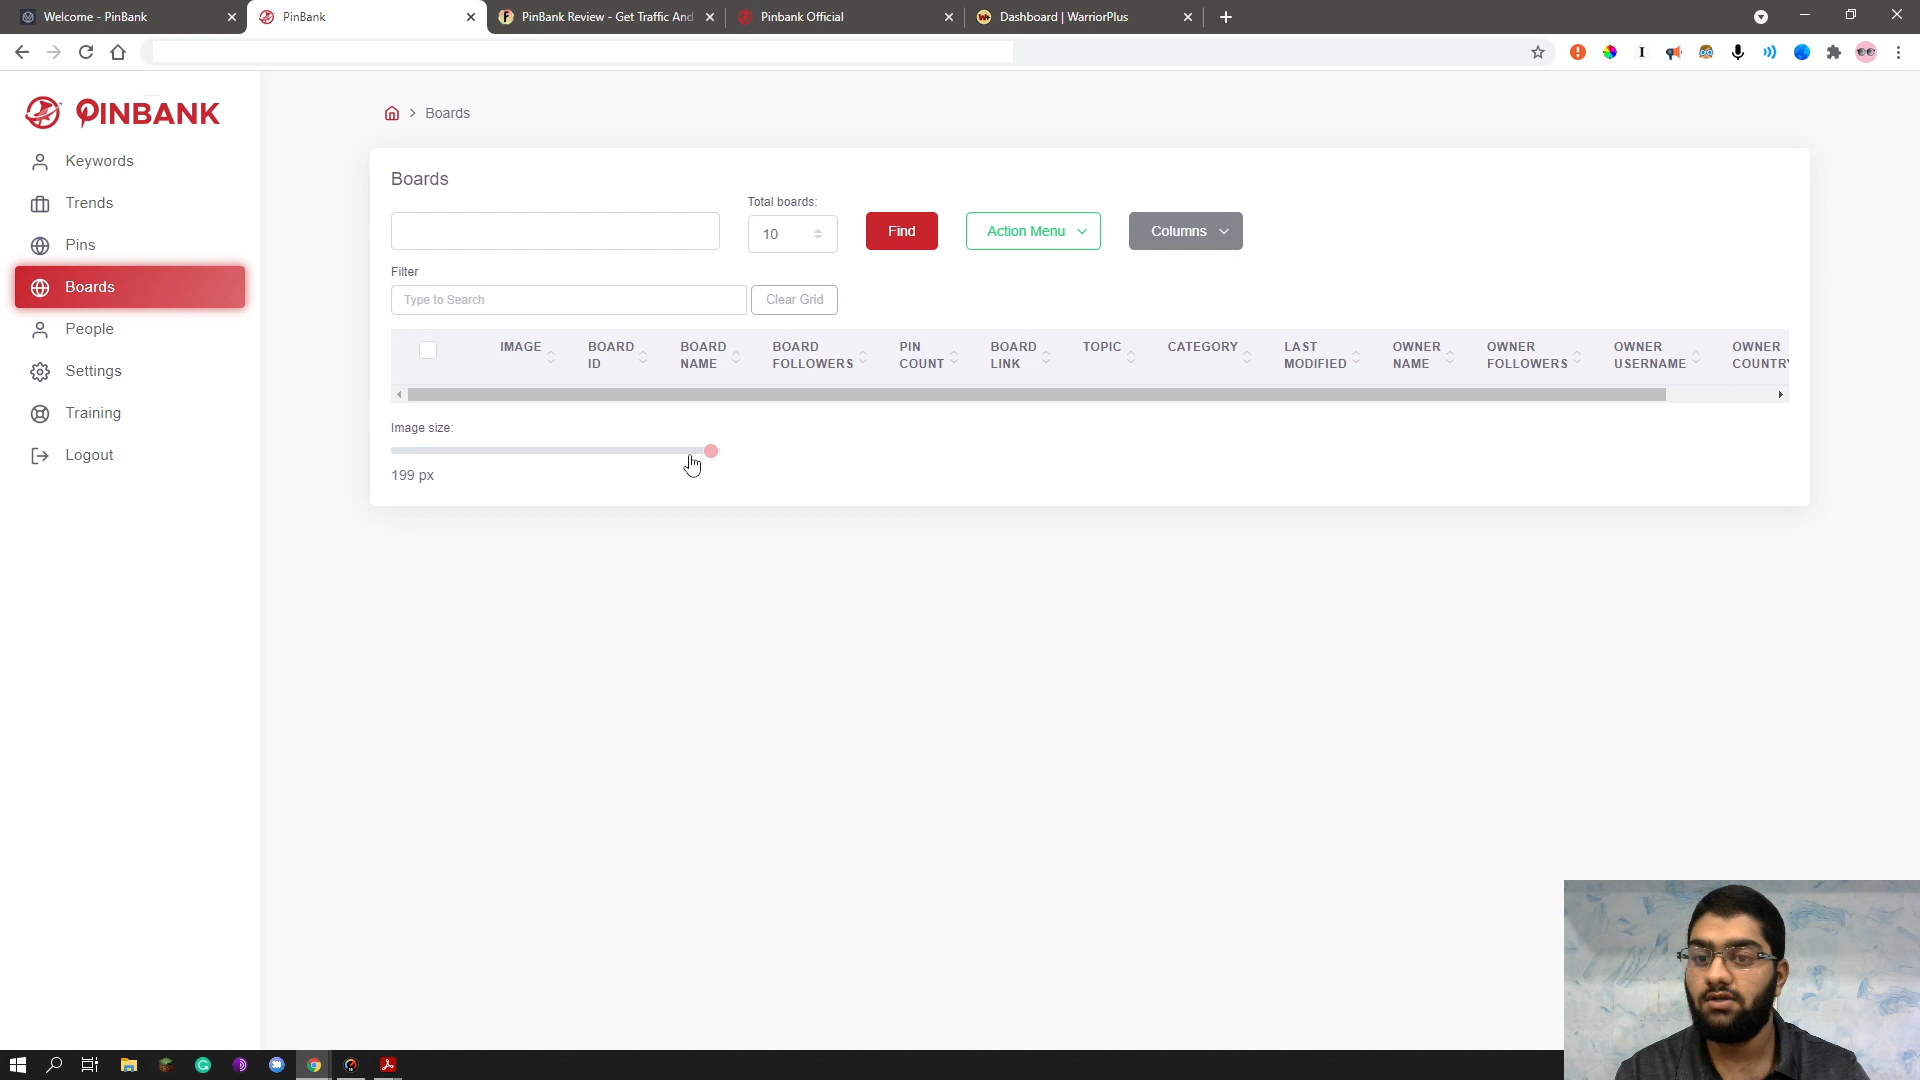 Welcome - PinBank
PinBank
PinBank Review - Get Traffic And
Pinbank Official
Dashboard | WarriorPlus
PINBANK
Keywords
Trends
Pins
Boards
People
Settings
Training
Logout
> Boards
Boards
Total boards:
10
Find
Action Menu
Columns
Filter
Type to Search
Clear Grid
IMAGE
BOARD ID
BOARD NAME
BOARD FOLLOWERS
PIN COUNT
BOARD LINK
TOPIC
CATEGORY
LAST MODIFIED
OWNER NAME
OWNER FOLLOWERS
OWNER USERNAME
OWNER COUNTRY
Image size:
199 px